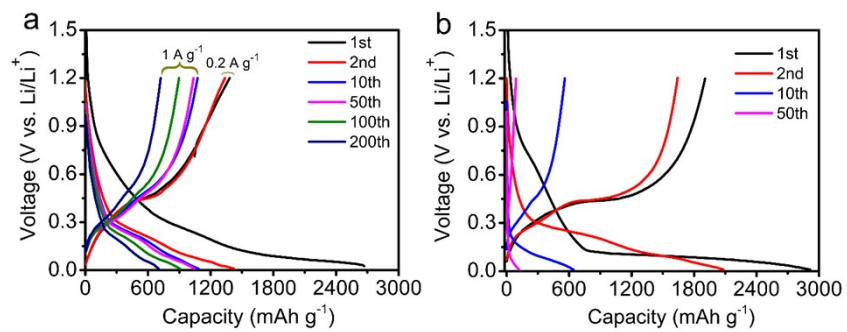 a
1.5
1.2
0.9
0.6
0.3
0.0
Voltage (V vs. Li/Li⁺)
0
600
1200
1800
2400
3000
Capacity (mAh g⁻¹)
1 A g⁻¹
0.2 A g⁻¹
1st
2nd
10th
50th
100th
200th
b
1.5
1.2
0.9
0.6
0.3
0.0
Voltage (V vs. Li/Li⁺)
0
600
1200
1800
2400
3000
Capacity (mAh g⁻¹)
1st
2nd
10th
50th